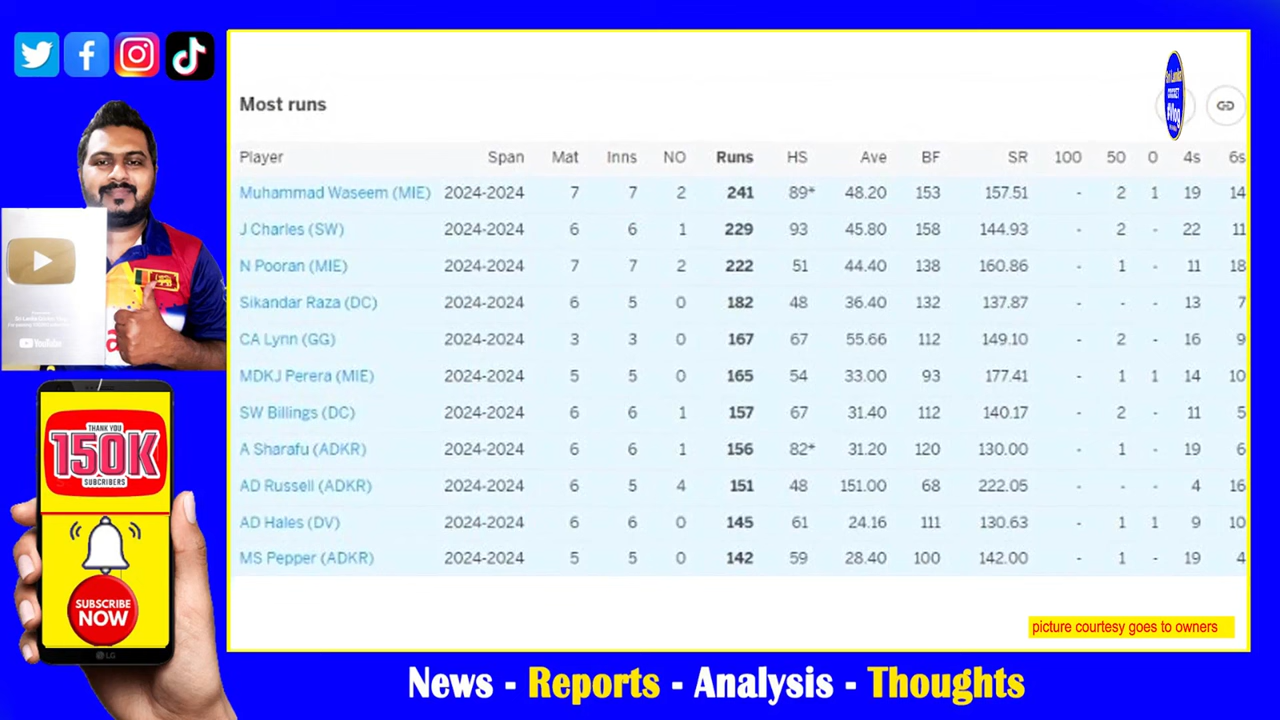 Most runs
Sri Lanka
CRICKET
#Vlog
Player Span Mat Inns NO Runs HS Ave BF SR 100 50 0 4s 6s
Muhammad Waseem (MIE) 2024-2024 7 7 2 241 89* 48.20 153 157.51 - 2 1 19 14
J Charles (SW) 2024-2024 6 6 1 229 93 45.80 158 144.93 - 2 - 22 11
N Pooran (MIE) 2024-2024 7 7 2 222 51 44.40 138 160.86 - 1 - 11 18
Sikandar Raza (DC) 2024-2024 6 5 0 182 48 36.40 132 137.87 - - - 13 7
CA Lynn (GG) 2024-2024 3 3 0 167 67 55.66 112 149.10 - 2 - 16 9
MDKJ Perera (MIE) 2024-2024 5 5 0 165 54 33.00 93 177.41 - 1 1 14 10
SW Billings (DC) 2024-2024 6 6 1 157 67 31.40 112 140.17 - 2 - 11 5
A Sharafu (ADKR) 2024-2024 6 6 1 156 82* 31.20 120 130.00 - 1 - 19 6
AD Russell (ADKR) 2024-2024 6 5 4 151 48 151.00 68 222.05 - - - 4 16
AD Hales (DV) 2024-2024 6 6 0 145 61 24.16 111 130.63 - 1 1 9 10
MS Pepper (ADKR) 2024-2024 5 5 0 142 59 28.40 100 142.00 - 1 - 19 4
YouTube
THANK YOU
150K
SUBCRIBERS
SUBSCRIBE
NOW
LG
picture courtesy goes to owners
News - Reports - Analysis - Thoughts